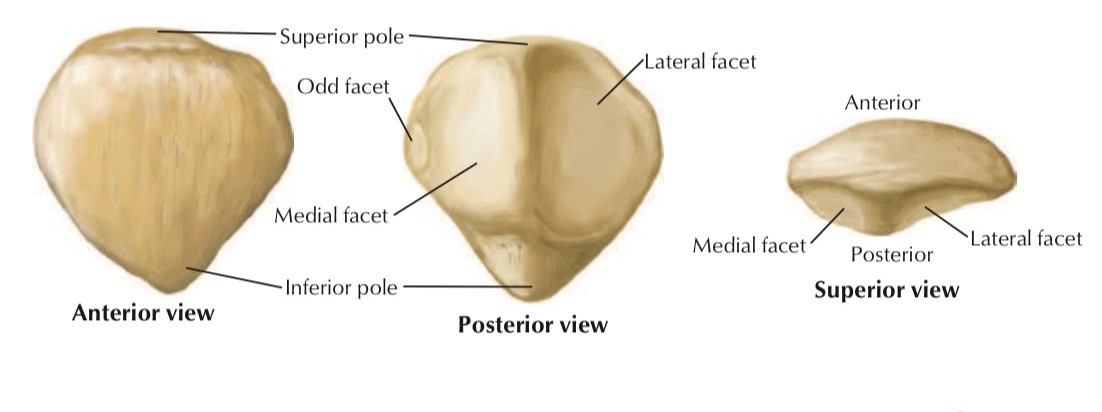 Superior pole
Odd facet
Lateral facet
Medial facet
Inferior pole
Anterior view
Posterior view
Anterior
Medial facet
Lateral facet
Posterior
Superior view